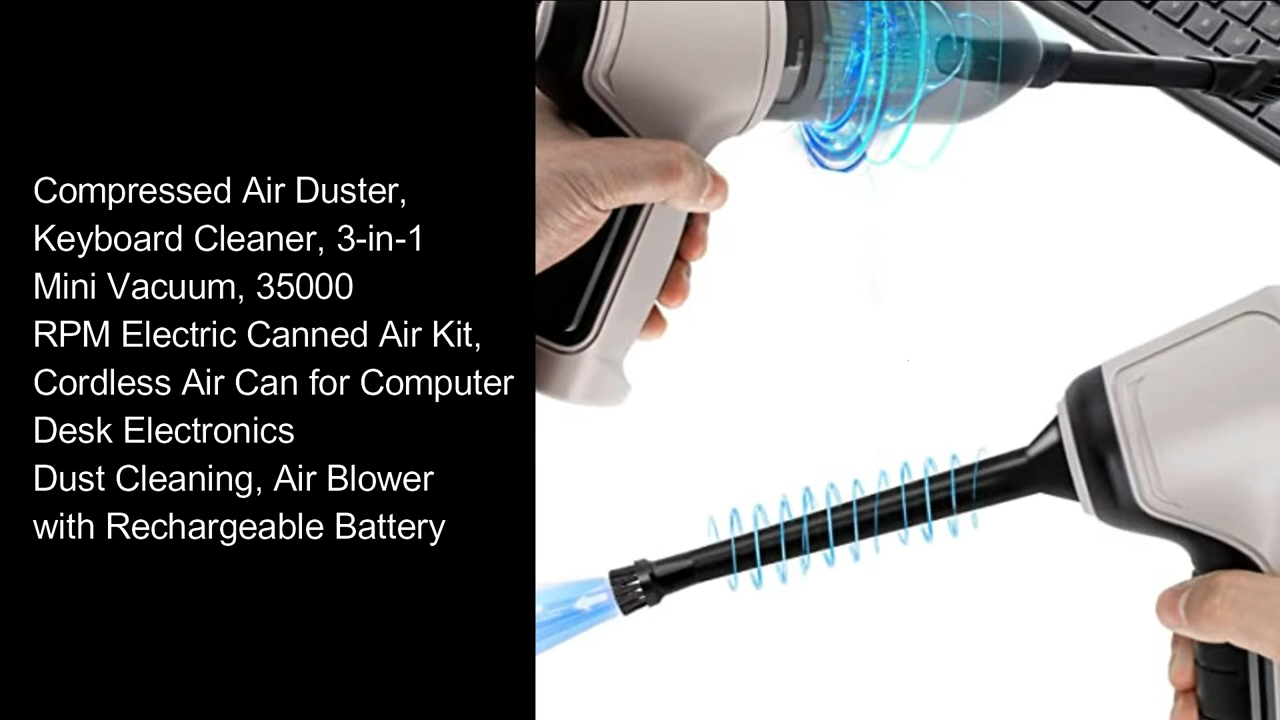 Compressed Air Duster,
Keyboard Cleaner, 3-in-1
Mini Vacuum, 35000
RPM Electric Canned Air Kit,
Cordless Air Can for Computer
Desk Electronics
Dust Cleaning, Air Blower
with Rechargeable Battery